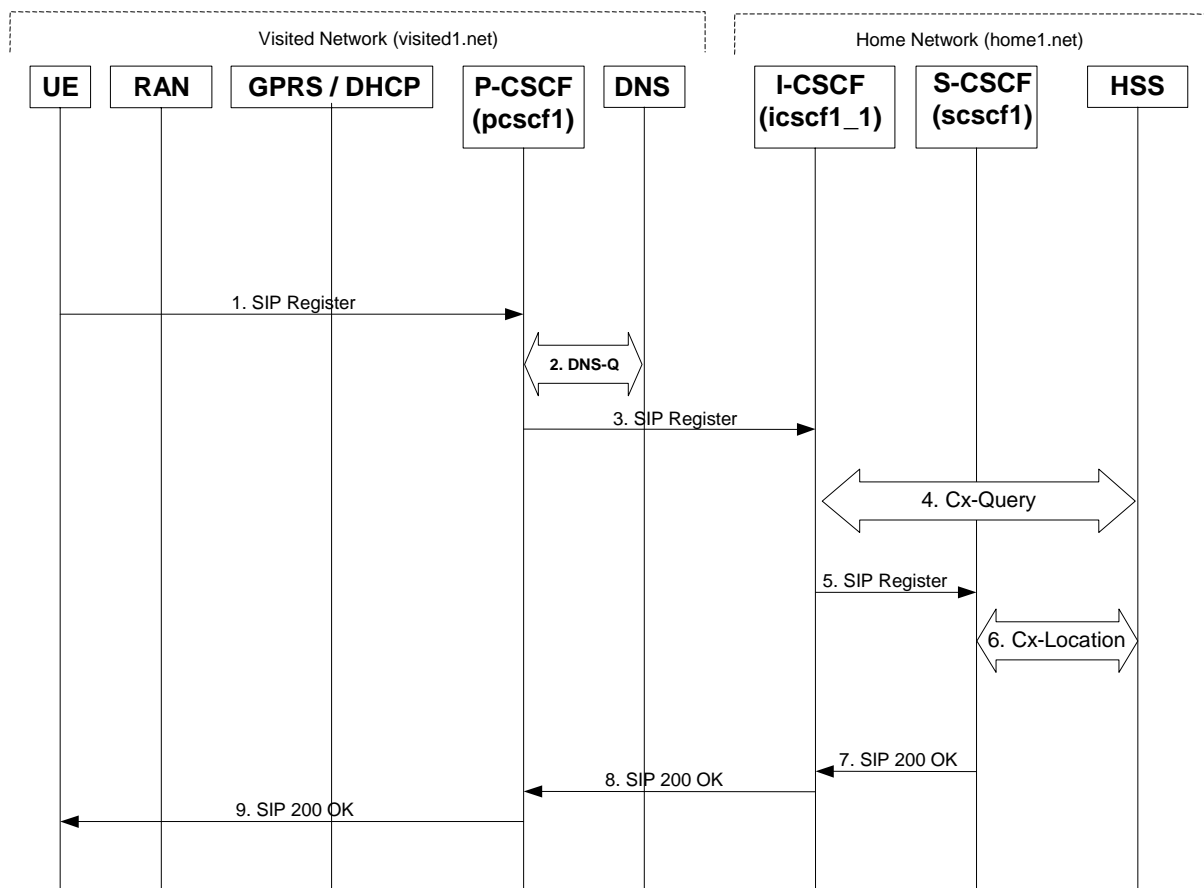 Visited Network (visited1.net)
Home Network (home1.net)
UE
RAN
GPRS / DHCP
P-CSCF
(pcscf1)
DNS
I-CSCF
(icscf1_1)
S-CSCF
(scscf1)
HSS
1. SIP Register
2. DNS-Q
3. SIP Register
4. Cx-Query
5. SIP Register
6. Cx-Location
7. SIP 200 OK
8. SIP 200 OK
9. SIP 200 OK